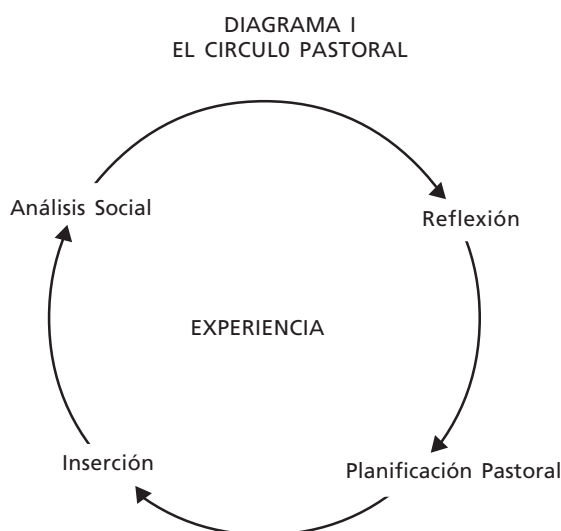 DIAGRAMA I
EL CIRCUL0 PASTORAL
Análisis Social
Reflexión
EXPERIENCIA
Inserción
Planificación Pastoral